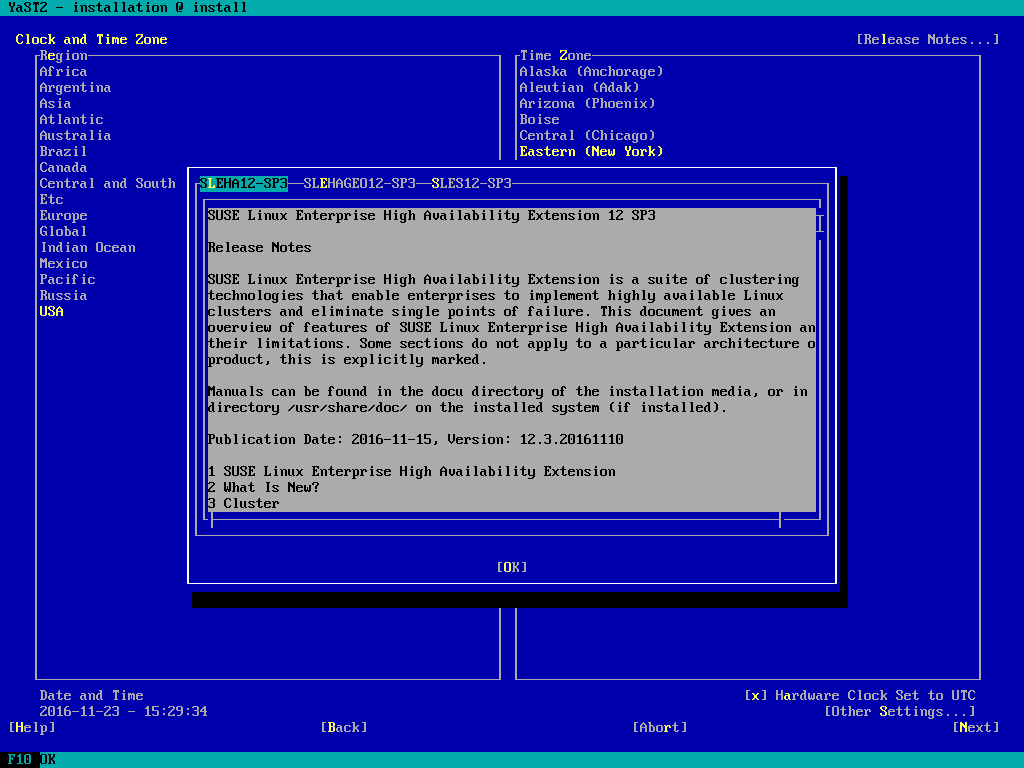 YaST2 - installation @ install
Clock and Time Zone [Release Notes...]
Region Time Zone
Africa Alaska (Anchorage)
Argentina Aleutian (Adak)
Asia Arizona (Phoenix)
Atlantic Boise
Australia Central (Chicago)
Brazil Eastern (New York)
Canada
Central and South SLEHA12-SP3 SLEHAGEO12-SP3 SLES12-SP3
Etc
Europe SUSE Linux Enterprise High Availability Extension 12 SP3
Global
Indian Ocean Release Notes
Mexico
Pacific SUSE Linux Enterprise High Availability Extension is a suite of clustering
Russia technologies that enable enterprises to implement highly available Linux
USA clusters and eliminate single points of failure. This document gives an
overview of features of SUSE Linux Enterprise High Availability Extension an
their limitations. Some sections do not apply to a particular architecture o
product, this is explicitly marked.
Manuals can be found in the docu directory of the installation media, or in
directory /usr/share/doc/ on the installed system (if installed).
Publication Date: 2016-11-15, Version: 12.3.20161110
1 SUSE Linux Enterprise High Availability Extension
2 What Is New?
3 Cluster
[OK]
Date and Time [x] Hardware Clock Set to UTC
2016-11-23 - 15:29:34 [Other Settings...]
[Help] [Back] [Abort] [Next]
F10 OK